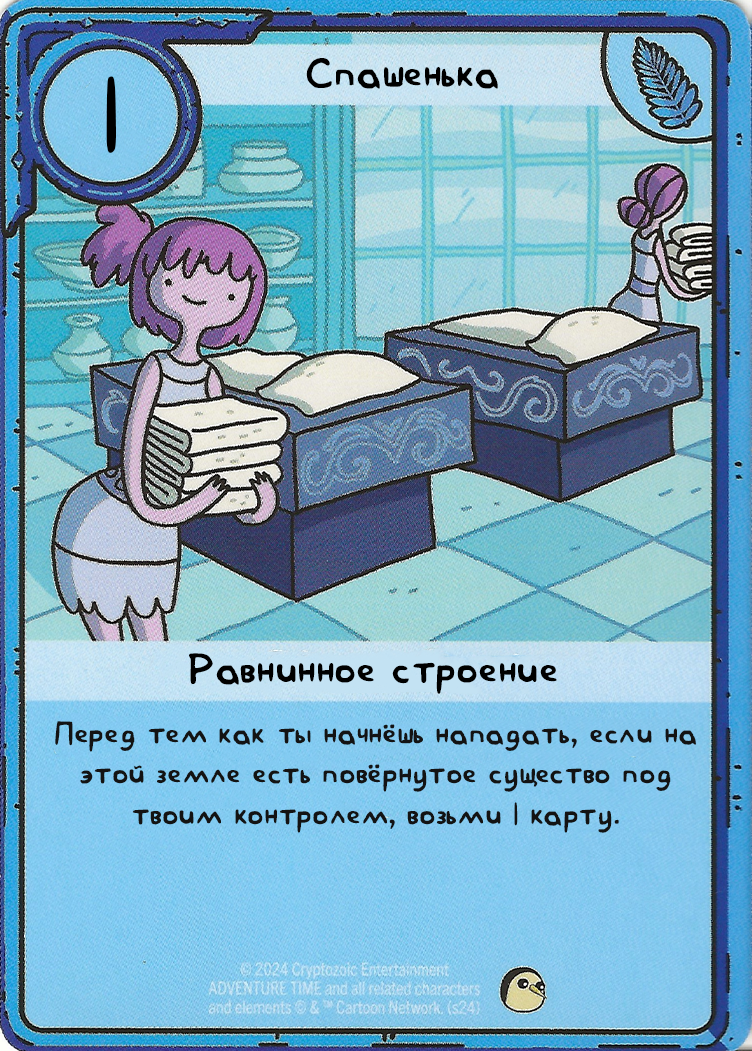 1
Спашенька
Равнинное строение
Перед тем как ты начнёшь нападать, если на
этой земле есть повёрнутое существо под
твоим контролем, возьми 1 карту.
© 2024 Cryptozoic Entertainment
ADVENTURE TIME and all related characters
and elements © & ™ Cartoon Network. (s24)